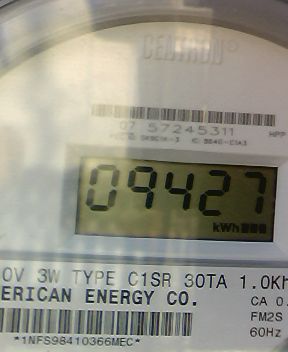 CENTRON®
07 57245311
HPP
09427
kWh
0V 3W TYPE C1SR 30TA 1.0Kh
ERICAN ENERGY CO.
CA 0.
FM2S
60Hz
*1NFS98410366MEC*